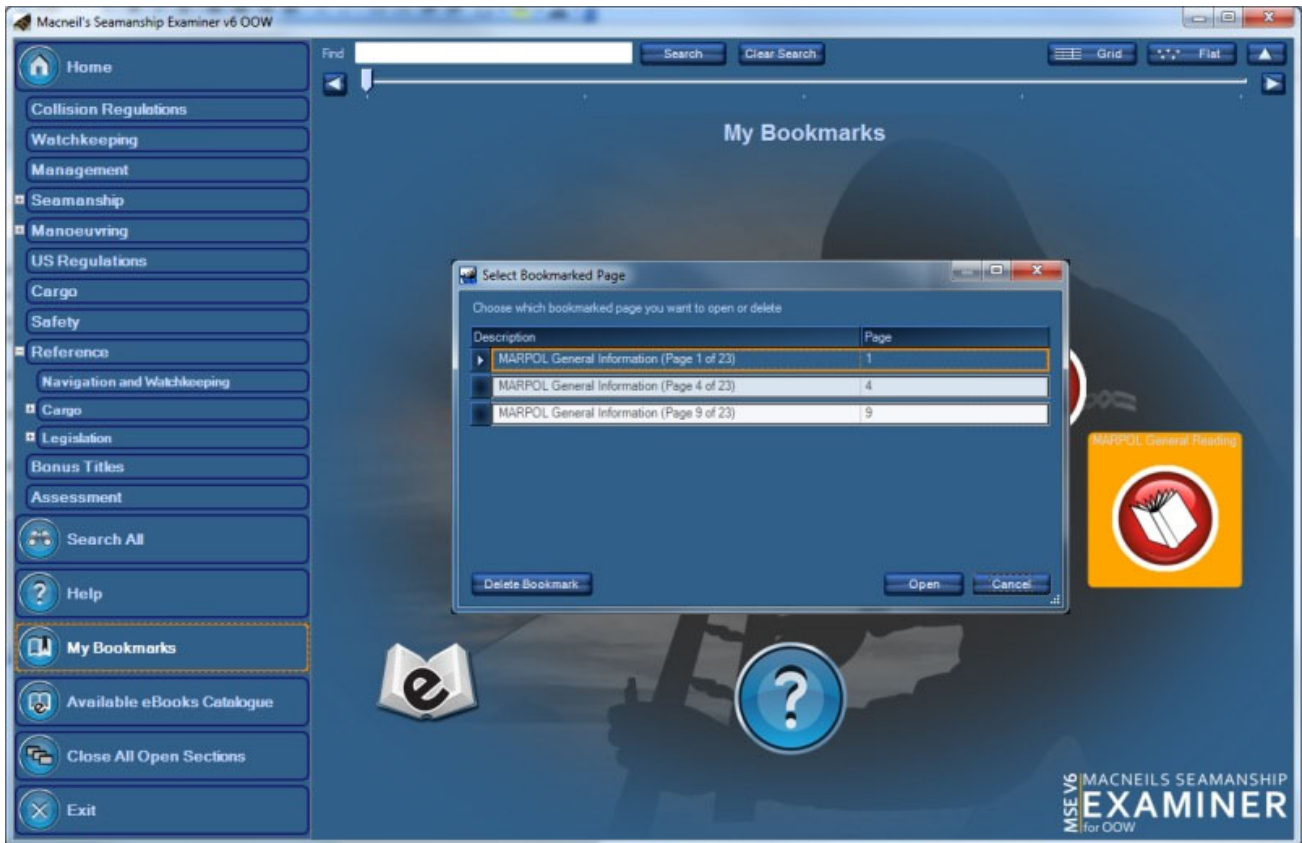 Macneil's Seamanship Examiner v6 OOW
Home
Collision Regulations
Watchkeeping
Management
Seamanship
Manoeuvring
US Regulations
Cargo
Safety
Reference
Navigation and Watchkeeping
Cargo
Legislation
Bonus Titles
Assessment
Search All
Help
My Bookmarks
Available eBooks Catalogue
Close All Open Sections
Exit
Find Search Clear Search Grid Flat
My Bookmarks
Select Bookmarked Page
Choose which bookmarked page you want to open or delete
Description Page
MARPOL General Information (Page 1 of 23) 1
MARPOL General Information (Page 4 of 23) 4
MARPOL General Information (Page 9 of 23) 9
Delete Bookmark Open Cancel
MARPOL General Reading
e
?
MSE V6
MACNEILS SEAMANSHIP
EXAMINER
for OOW